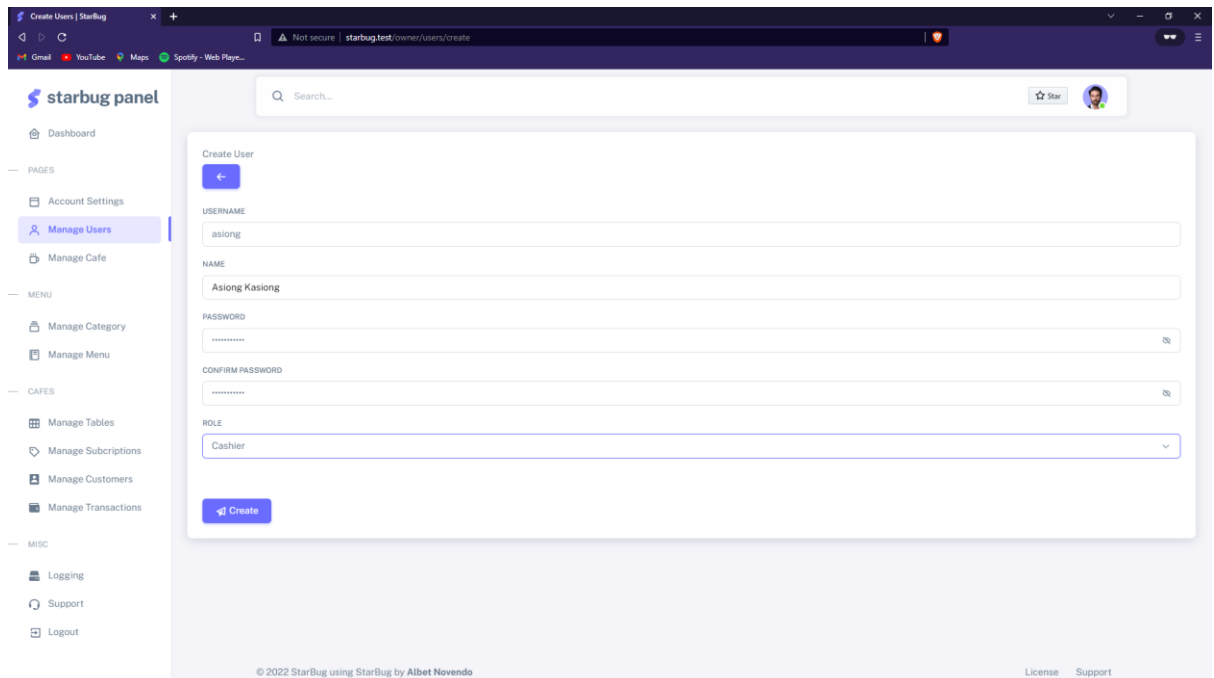 Create Users | StarBug
Not secure | starbug.test/owner/users/create
Gmail YouTube Maps Spotify - Web Playe...
starbug panel
Search...
Star
Dashboard
PAGES
Account Settings
Manage Users
Manage Cafe
MENU
Manage Category
Manage Menu
CAFES
Manage Tables
Manage Subcriptions
Manage Customers
Manage Transactions
MISC
Logging
Support
Logout
Create User
USERNAME
asiong
NAME
Asiong Kasiong
PASSWORD
CONFIRM PASSWORD
ROLE
Cashier
Create
© 2022 StarBug using StarBug by Albet Novendo
License Support